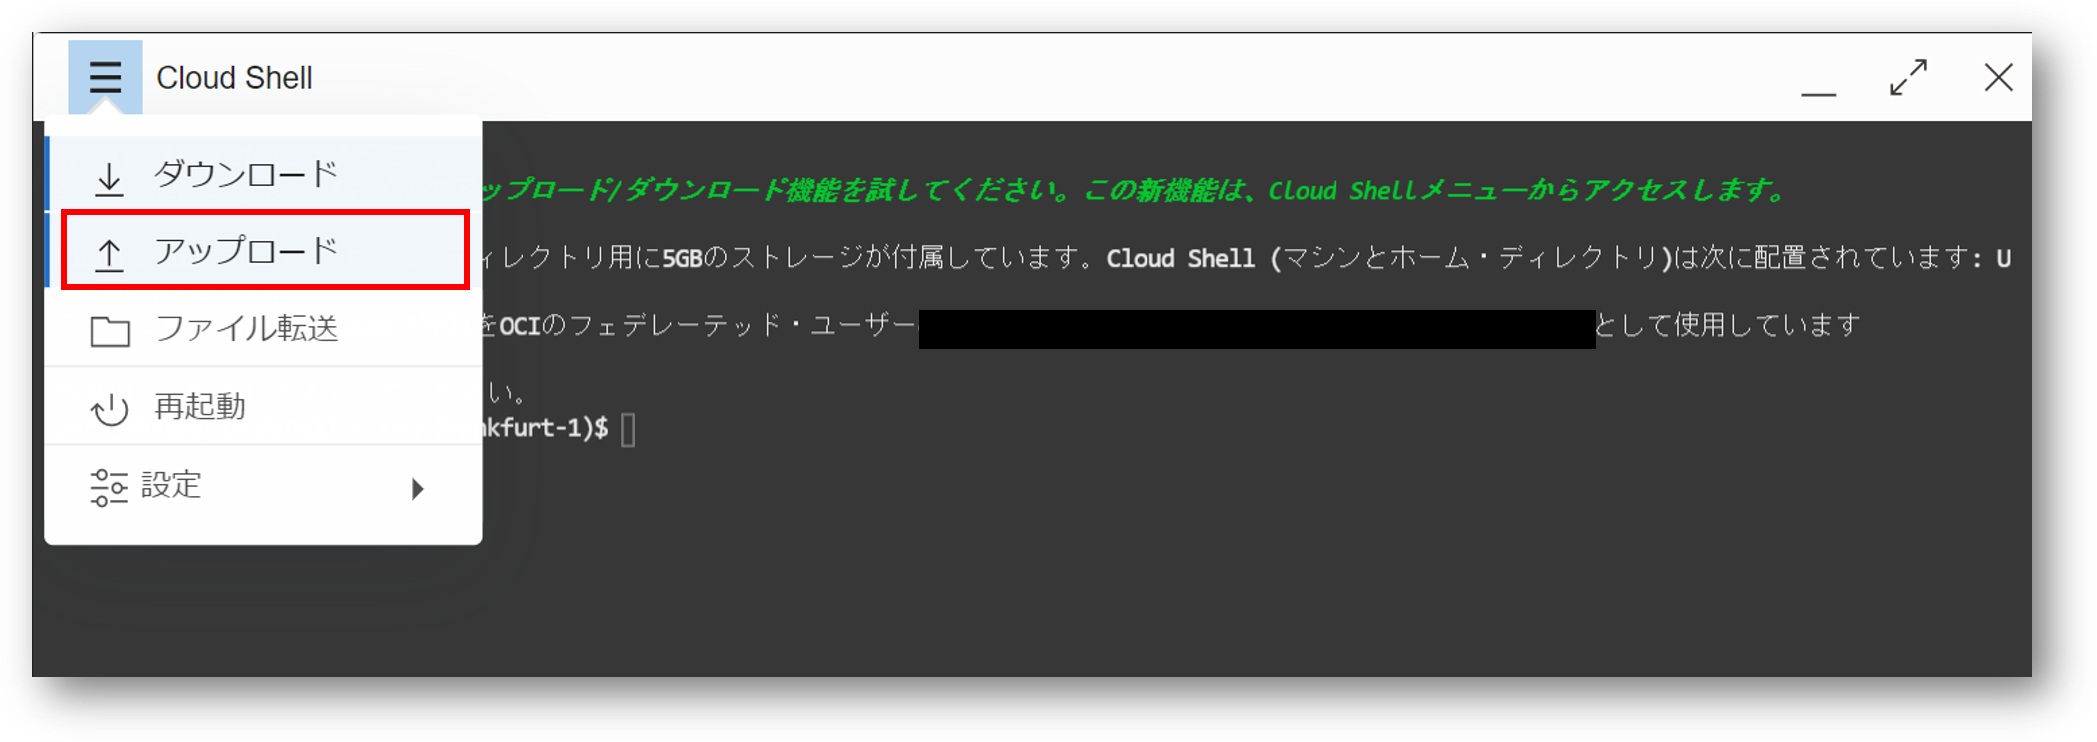 Cloud Shell
ダウンロード
アップロード
ファイル転送
再起動
設定
ップロード/ダウンロード機能を試してください。この新機能は、Cloud Shellメニューからアクセスします。
ィレクトリ用に5GBのストレージが付属しています。Cloud Shell (マシンとホーム・ディレクトリ)は次に配置されています: U
をOCIのフェデレーテッド・ユーザー
として使用しています
い。
nkfurt-1)$